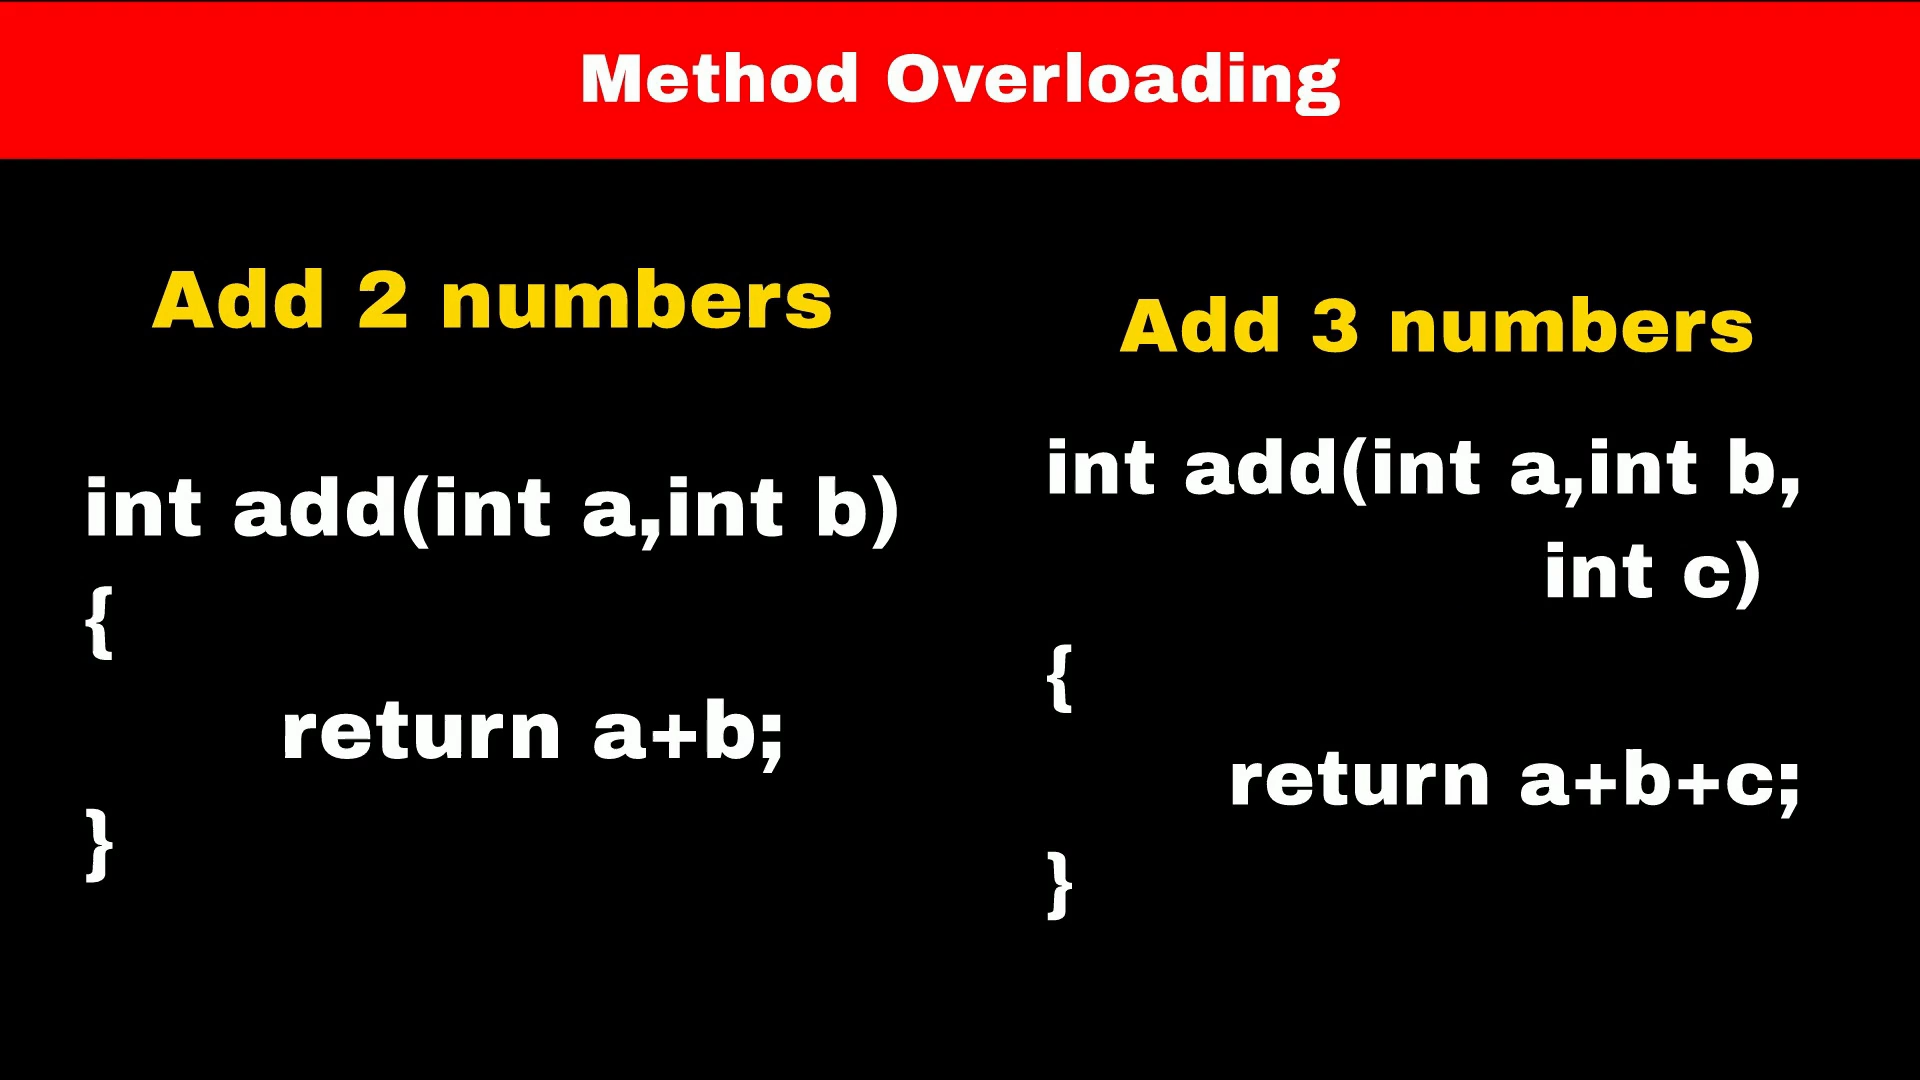 Method Overloading
Add 2 numbers
int add(int a,int b)
{
return a+b;
}
Add 3 numbers
int add(int a,int b,
int c)
{
return a+b+c;
}